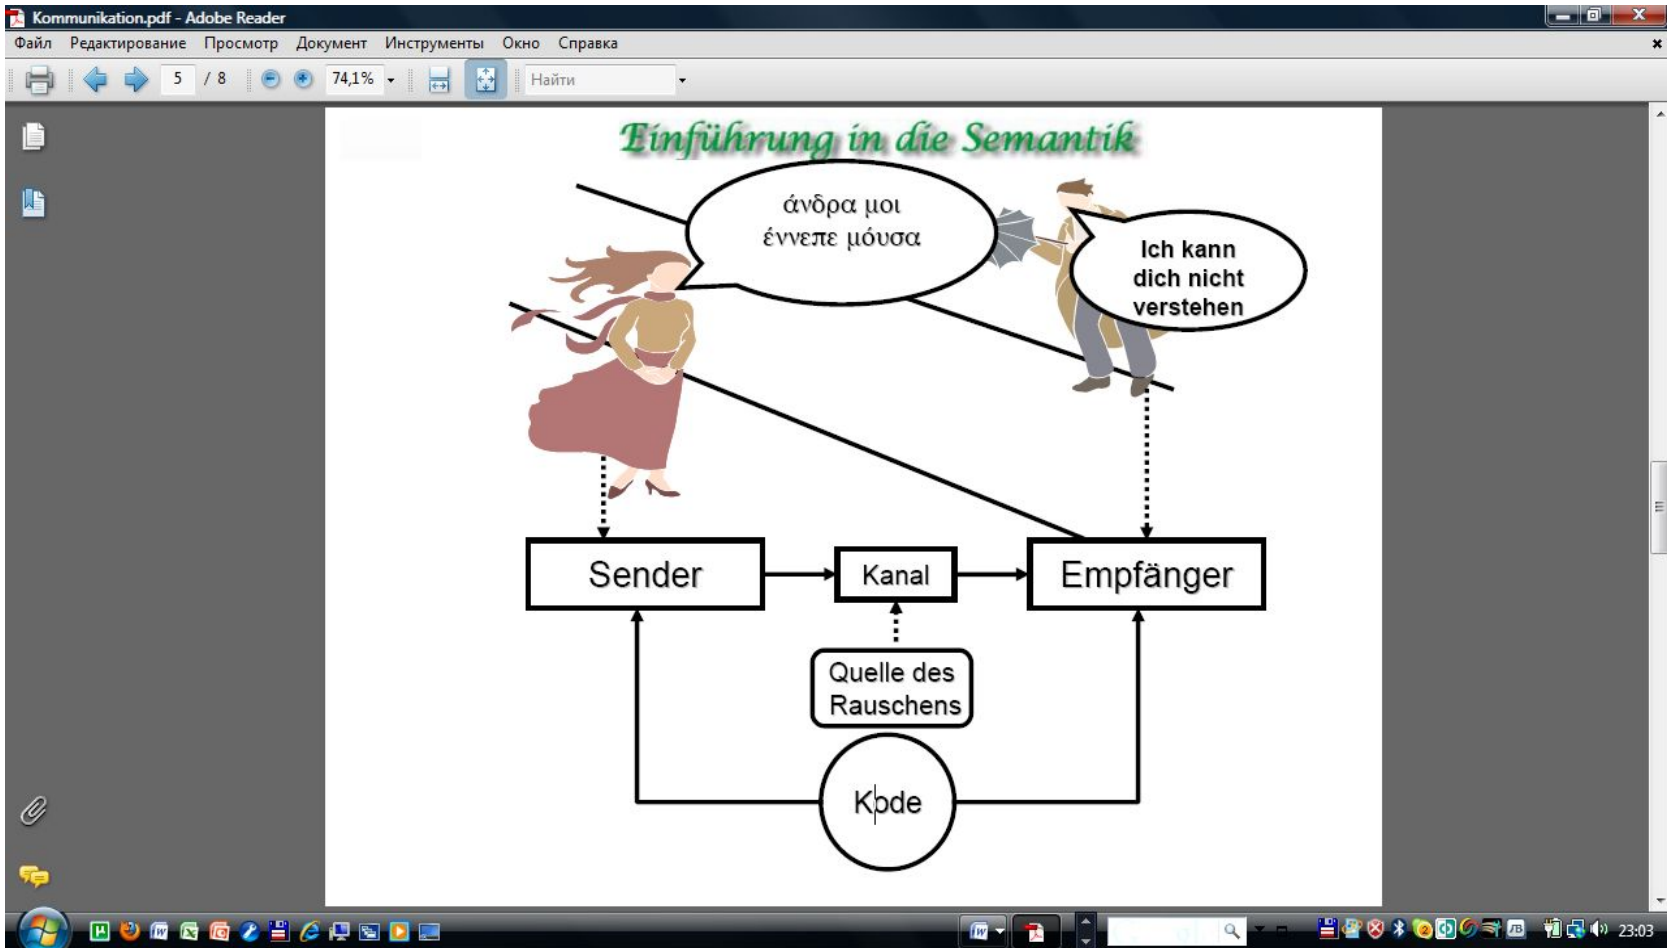 Kommunikation.pdf - Adobe Reader
Файл Редактирование Просмотр Документ Инструменты Окно Справка
5 / 8 74,1% Найти
Einführung in die Semantik
άνδρα μοι
έννεπε μόυσα
Ich kann
dich nicht
verstehen
Sender
Kanal
Empfänger
Quelle des
Rauschens
Kode
23:03